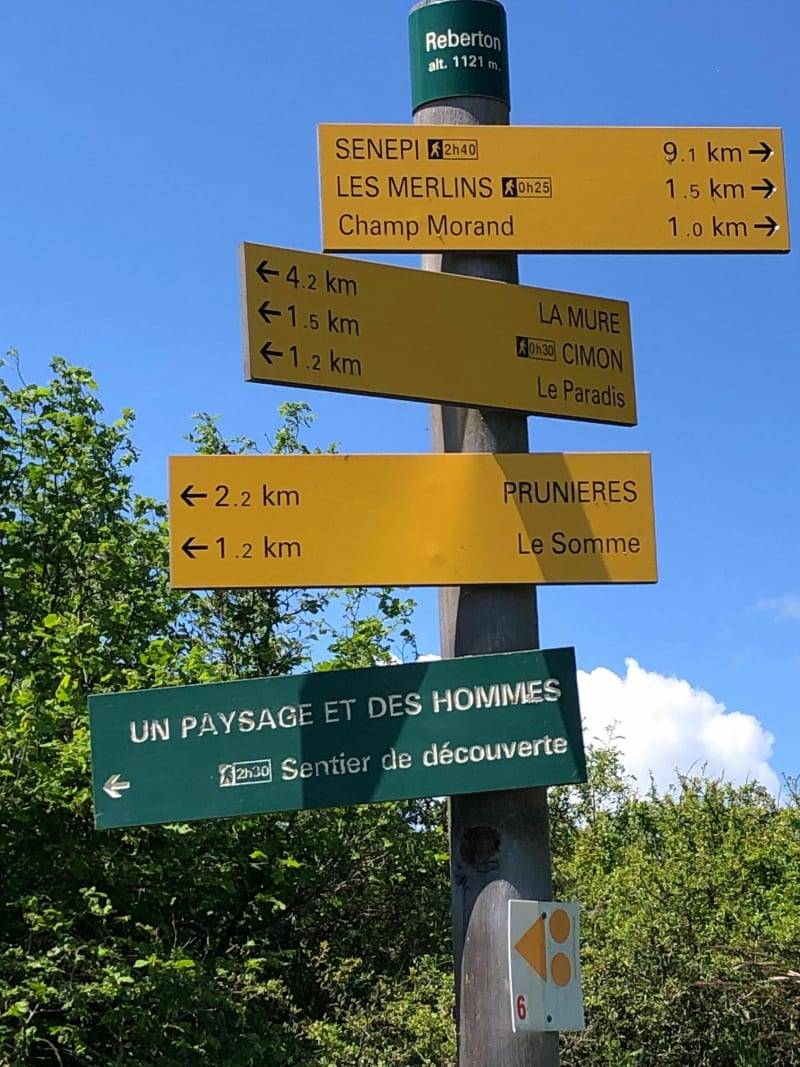 Reberton
alt. 1121 m.
SENEPI 2h40 9.1 km →
LES MERLINS 0h25 1.5 km →
Champ Morand 1.0 km →
← 4.2 km LA MURE
← 1.5 km 0h30 CIMON
← 1.2 km Le Paradis
← 2.2 km PRUNIERES
← 1.2 km Le Somme
UN PAYSAGE ET DES HOMMES
← 2h30 Sentier de découverte
6